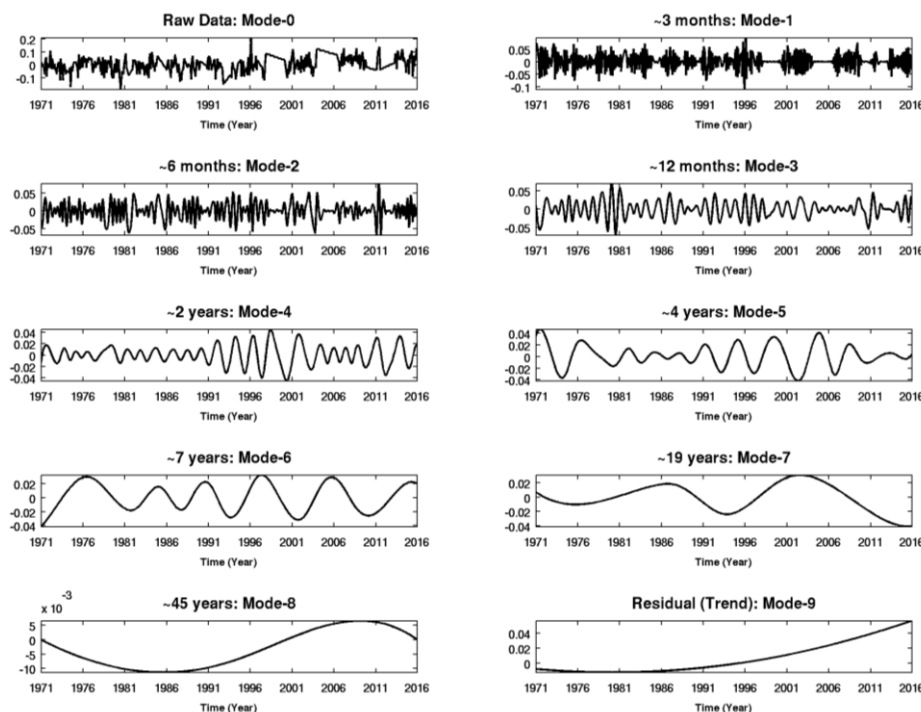 Raw Data: Mode-0
0.2
0.1
0
-0.1
1971 1976 1981 1986 1991 1996 2001 2006 2011 2016
Time (Year)
~3 months: Mode-1
0.05
0
-0.05
-0.1
1971 1976 1981 1986 1991 1996 2001 2006 2011 2016
Time (Year)
~6 months: Mode-2
0.05
0
-0.05
1971 1976 1981 1986 1991 1996 2001 2006 2011 2016
Time (Year)
~12 months: Mode-3
0.05
0
-0.05
1971 1976 1981 1986 1991 1996 2001 2006 2011 2016
Time (Year)
~2 years: Mode-4
0.04
0.02
0
-0.02
-0.04
1971 1976 1981 1986 1991 1996 2001 2006 2011 2016
Time (Year)
~4 years: Mode-5
0.04
0.02
0
-0.02
-0.04
1971 1976 1981 1986 1991 1996 2001 2006 2011 2016
Time (Year)
~7 years: Mode-6
0.02
0
-0.02
-0.04
1971 1976 1981 1986 1991 1996 2001 2006 2011 2016
Time (Year)
~19 years: Mode-7
0.02
0
-0.02
-0.04
1971 1976 1981 1986 1991 1996 2001 2006 2011 2016
Time (Year)
~45 years: Mode-8
x 10-3
5
0
-5
-10
1971 1976 1981 1986 1991 1996 2001 2006 2011 2016
Time (Year)
Residual (Trend): Mode-9
0.04
0.02
0
1971 1976 1981 1986 1991 1996 2001 2006 2011 2016
Time (Year)